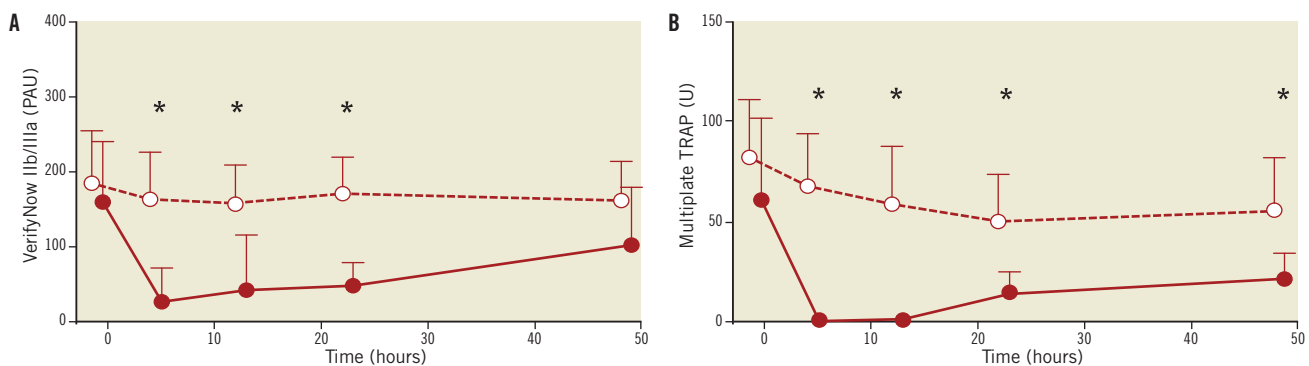 A
VerifyNow IIb/IIIa (PAU)
400
300
200
100
0
* * *
0 10 20 30 40 50
Time (hours)
B
Multiplate TRAP (U)
150
100
50
0
* * * *
0 10 20 30 40 50
Time (hours)